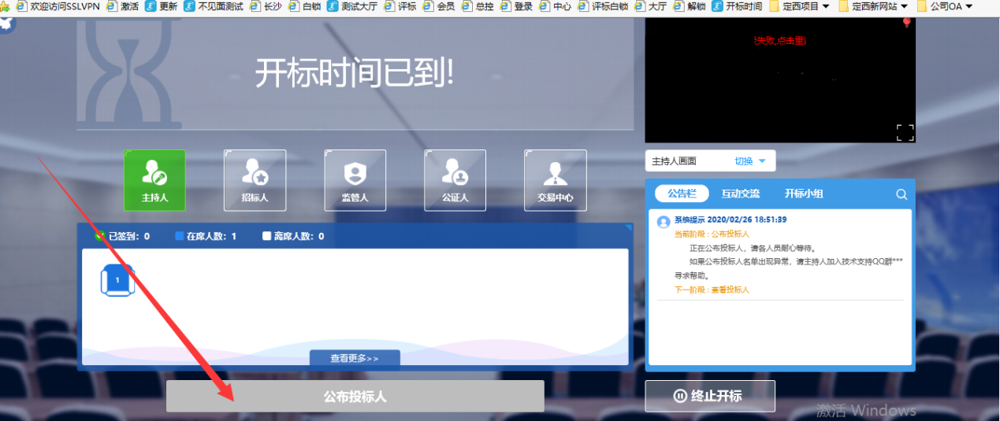 欢迎访问SSLVPN 激活 更新 不见面测试 长沙 白锁 测试大厅 评标 会员 总控 登录 中心 评标白锁 大厅 解锁 开标时间 定西项目 定西新网站 公司OA
开标时间已到!
失败,点击重
主持人 招标人 监管人 公证人 交易中心
主持人画面 切换
公告栏 互动交流 开标小组
已签到: 0 在席人数: 1 离席人数: 0
1
系统提示 2020/02/26 18:51:39
当前阶段 : 公布投标人
正在公布投标人，请各人员耐心等待。
如果公布投标人名单出现异常，请主持人加入技术支持QQ群***
寻求帮助。
下一阶段 : 查看投标人
查看更多>>
公布投标人
终止开标
激活 Windows